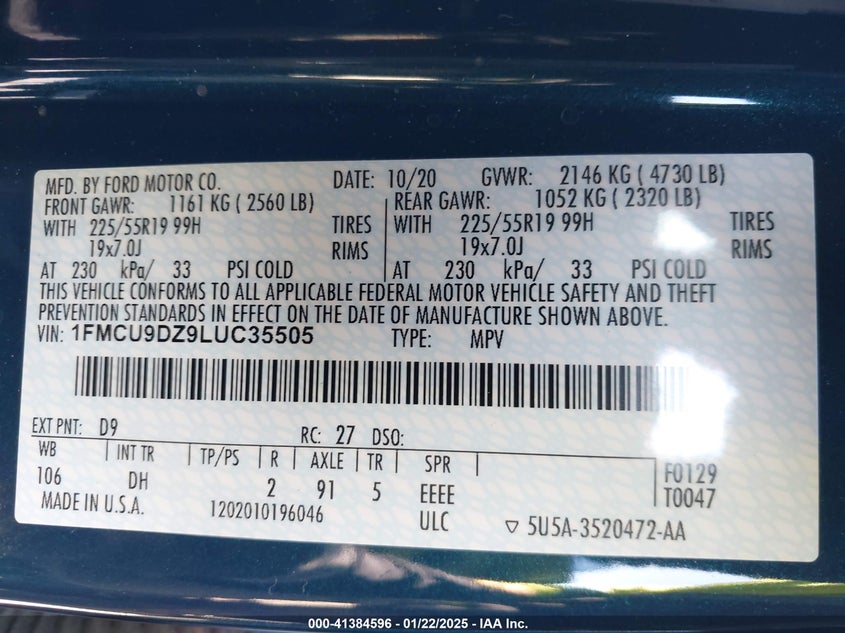 MFD. BY FORD MOTOR CO. DATE: 10/20 GVWR: 2146 KG ( 4730 LB)
FRONT GAWR: 1161 KG ( 2560 LB) REAR GAWR: 1052 KG ( 2320 LB)
WITH 225/55R19 99H TIRES WITH 225/55R19 99H TIRES
19x7.0J RIMS 19x7.0J RIMS
AT 230 kPa/ 33 PSI COLD AT 230 kPa/ 33 PSI COLD
THIS VEHICLE CONFORMS TO ALL APPLICABLE FEDERAL MOTOR VEHICLE SAFETY AND THEFT
PREVENTION STANDARDS IN EFFECT ON THE DATE OF MANUFACTURE SHOWN ABOVE.
VIN: 1FMCU9DZ9LUC35505 TYPE: MPV
EXT PNT: D9 RC: 27 DSO:
WB INT TR TP/PS R AXLE TR SPR F0129
106 DH 2 91 5 EEEE T0047
MADE IN U.S.A. 1202010196046 ULC ▽ 5U5A-3520472-AA
000-41384596 - 01/22/2025 - IAA Inc.